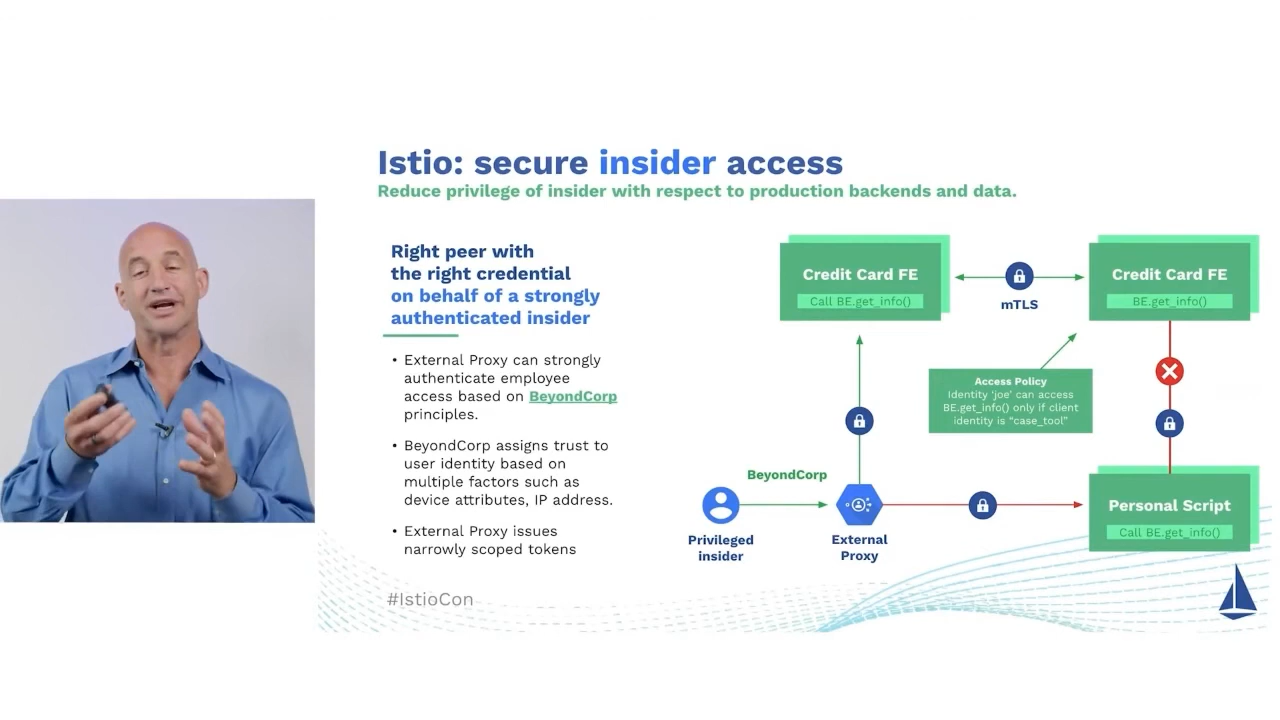 Istio: secure insider access
Reduce privilege of insider with respect to production backends and data.
Right peer with
the right credential
on behalf of a strongly
authenticated insider
• External Proxy can strongly
authenticate employee
access based on BeyondCorp
principles.
• BeyondCorp assigns trust to
user identity based on
multiple factors such as
device attributes, IP address.
• External Proxy issues
narrowly scoped tokens
#IstioCon
Credit Card FE
Call BE.get_info()
mTLS
Credit Card FE
BE.get_info()
Access Policy
Identity 'joe' can access
BE.get_info() only if client
identity is "case_tool"
BeyondCorp
Privileged
insider
External
Proxy
Personal Script
Call BE.get_info()